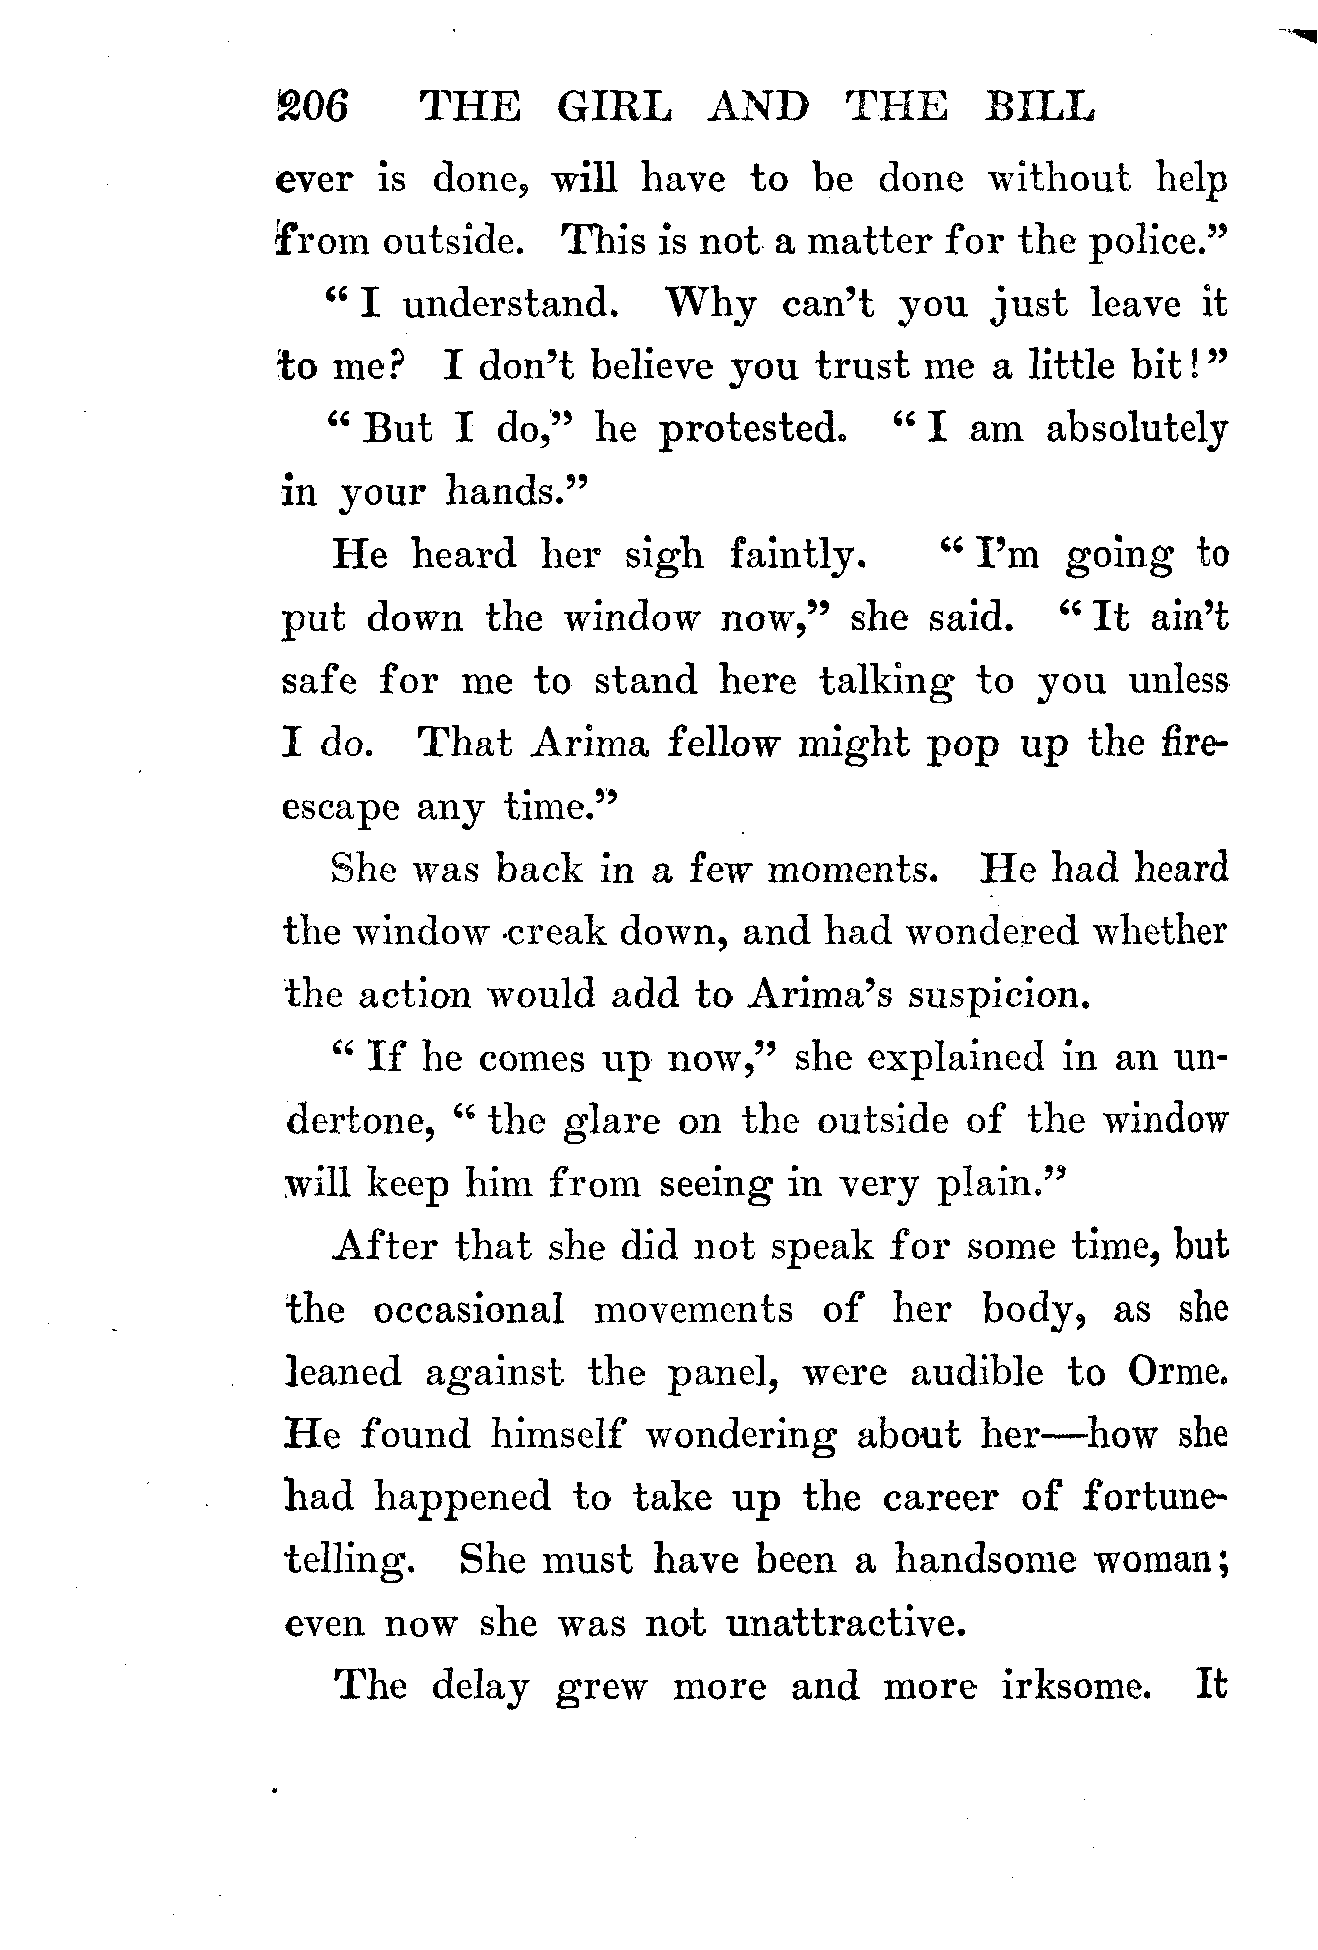 206 THE GIRL AND THE BILL
ever is done, will have to be done without help
from outside. This is not a matter for the police.”
“ I understand. Why can’t you just leave it
to me? I don’t believe you trust me a little bit!”
“ But I do,” he protested. “ I am absolutely
in your hands.”
He heard her sigh faintly. “ I’m going to
put down the window now,” she said. “ It ain’t
safe for me to stand here talking to you unless
I do. That Arima fellow might pop up the fire-
escape any time.”
She was back in a few moments. He had heard
the window creak down, and had wondered whether
the action would add to Arima’s suspicion.
“ If he comes up now,” she explained in an un-
dertone, “ the glare on the outside of the window
will keep him from seeing in very plain.”
After that she did not speak for some time, but
the occasional movements of her body, as she
leaned against the panel, were audible to Orme.
He found himself wondering about her—how she
had happened to take up the career of fortune-
telling. She must have been a handsome woman;
even now she was not unattractive.
The delay grew more and more irksome. It